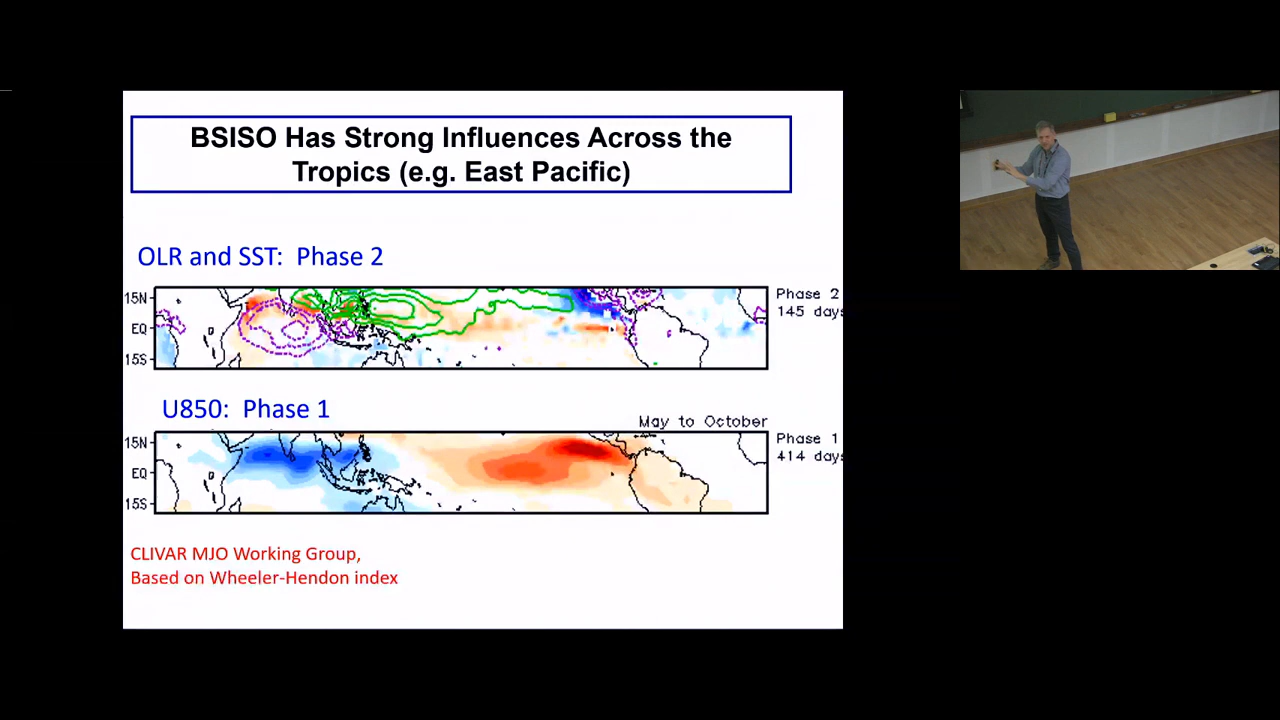 BSISO Has Strong Influences Across the
Tropics (e.g. East Pacific)
OLR and SST: Phase 2
15N
EQ
15S
Phase 2
145 days
U850: Phase 1
May to October
15N
EQ
15S
Phase 1
414 days
CLIVAR MJO Working Group,
Based on Wheeler-Hendon index